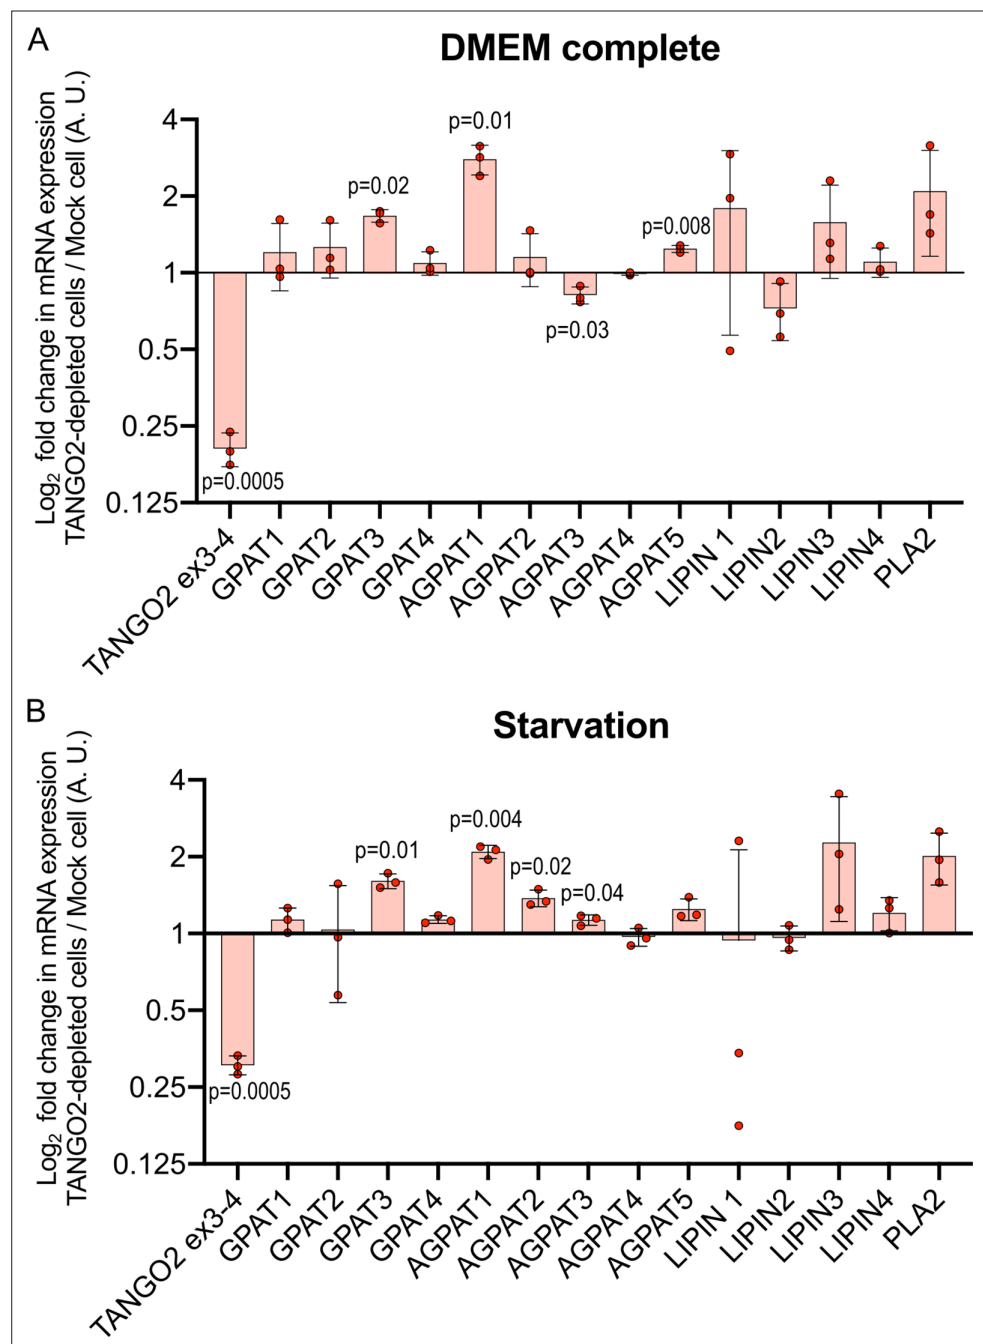 A
DMEM complete
Log2 fold change in mRNA expression
TANGO2-depleted cells / Mock cell (A. U.)
4
2
1
0.5
0.25
0.125
p=0.0005
p=0.02
p=0.01
p=0.03
p=0.008
TANGO2 ex3-4
GPAT1
GPAT2
GPAT3
GPAT4
AGPAT1
AGPAT2
AGPAT3
AGPAT4
AGPAT5
LIPIN 1
LIPIN2
LIPIN3
LIPIN4
PLA2
B
Starvation
Log2 fold change in mRNA expression
TANGO2-depleted cells / Mock cell (A. U.)
4
2
1
0.5
0.25
0.125
p=0.0005
p=0.01
p=0.004
p=0.02
p=0.04
TANGO2 ex3-4
GPAT1
GPAT2
GPAT3
GPAT4
AGPAT1
AGPAT2
AGPAT3
AGPAT4
AGPAT5
LIPIN 1
LIPIN2
LIPIN3
LIPIN4
PLA2